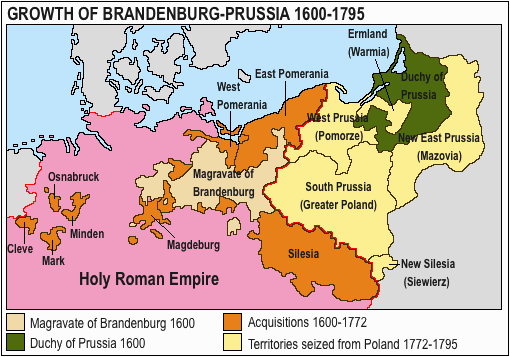 GROWTH OF BRANDENBURG-PRUSSIA 1600-1795
Ermland
(Warmia)
East Pomerania
Duchy of
Prussia
West
Pomerania
West Prussia
(Pomorze)
New East Prussia
(Mazovia)
Osnabruck
Magravate of
Brandenburg
South Prussia
(Greater Poland)
Minden
Cleve
Mark
Magdeburg
Silesia
New Silesia
(Siewierz)
Holy Roman Empire
Magravate of Brandenburg 1600
Acquisitions 1600-1772
Duchy of Prussia 1600
Territories seized from Poland 1772-1795